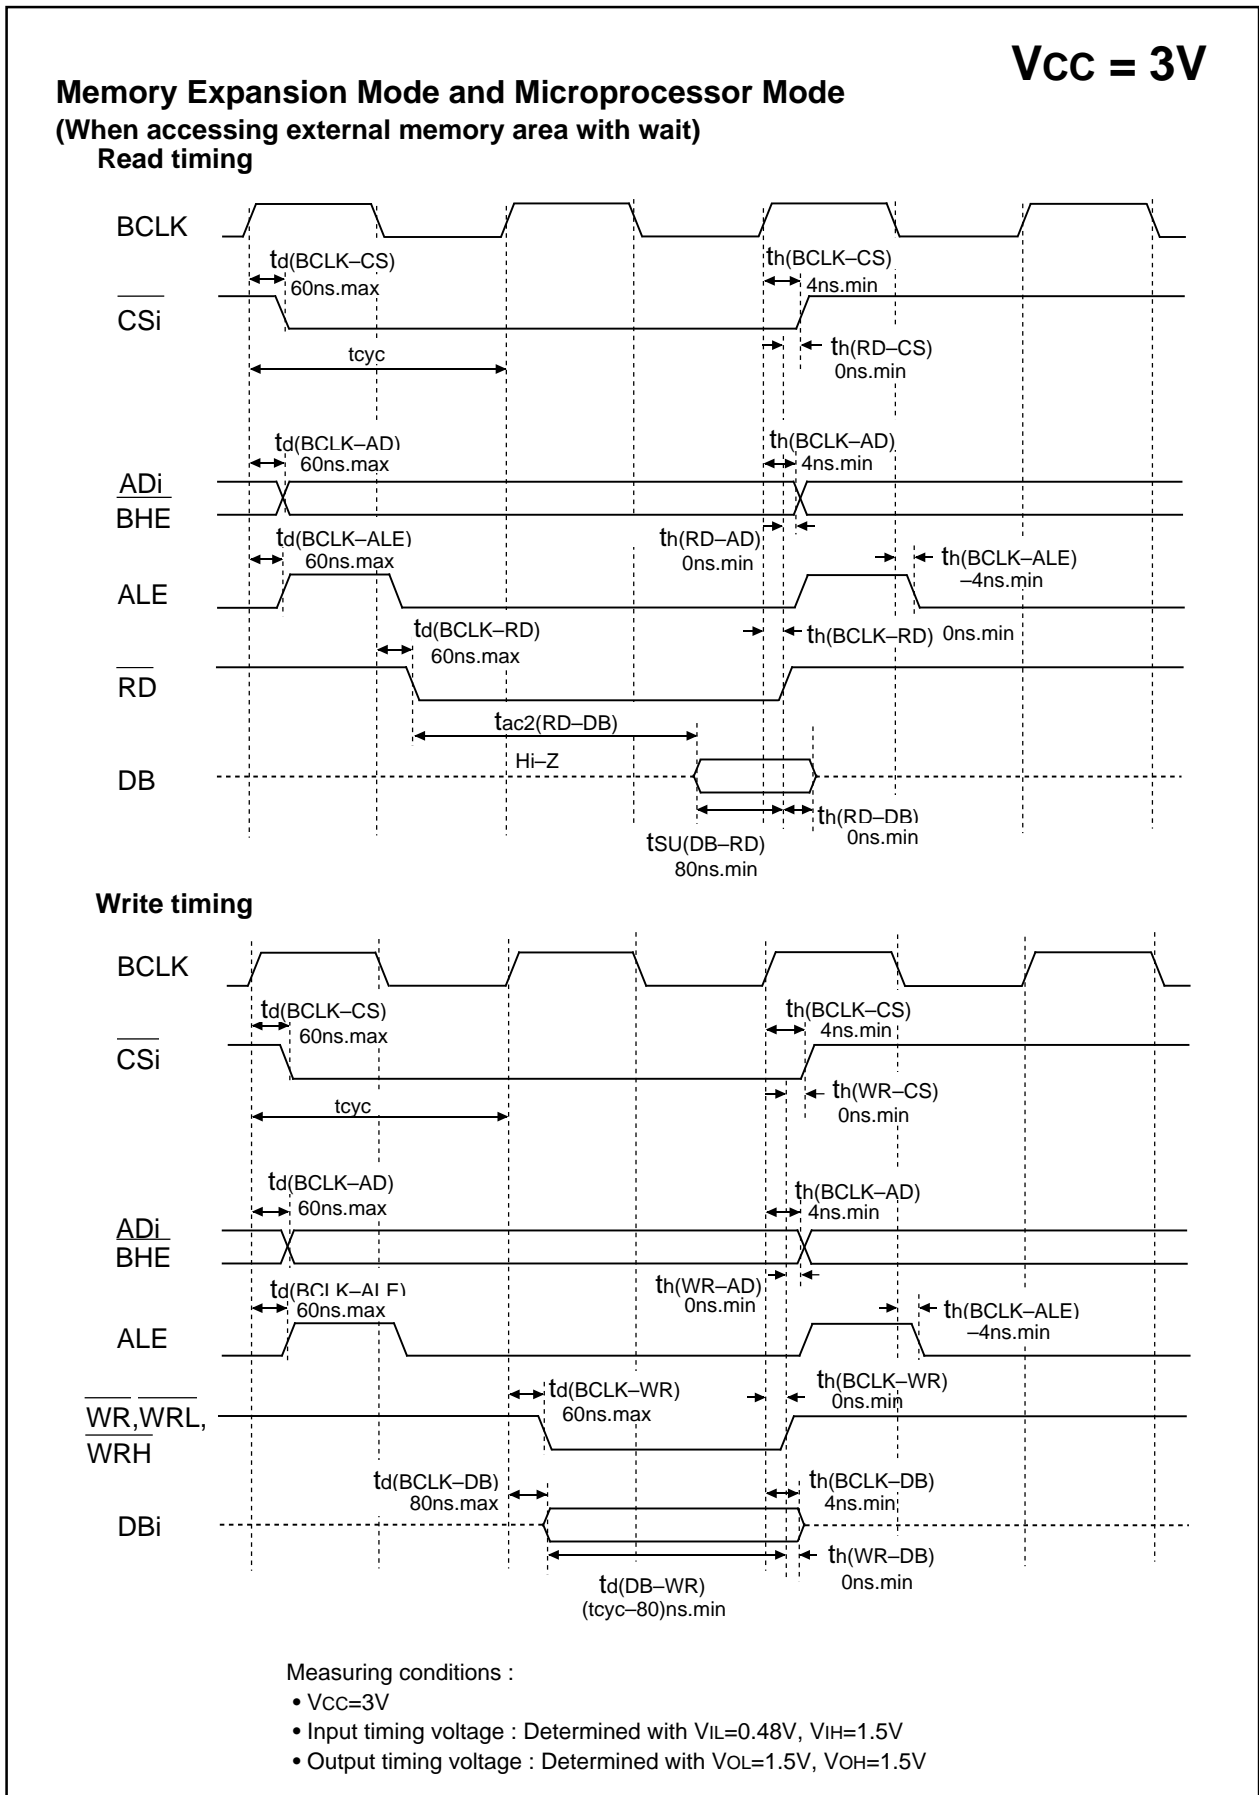 VCC = 3V
Memory Expansion Mode and Microprocessor Mode
(When accessing external memory area with wait)
Read timing
BCLK
td(BCLK–CS)
60ns.max
th(BCLK–CS)
4ns.min
CSi
th(RD–CS)
0ns.min
tcyc
td(BCLK–AD)
60ns.max
th(BCLK–AD)
4ns.min
ADi
BHE
td(BCLK–ALE)
60ns.max
th(RD–AD)
0ns.min
th(BCLK–ALE)
–4ns.min
ALE
td(BCLK–RD)
60ns.max
th(BCLK–RD) 0ns.min
RD
tac2(RD–DB)
Hi–Z
DB
th(RD–DB)
0ns.min
tSU(DB–RD)
80ns.min
Write timing
BCLK
td(BCLK–CS)
60ns.max
th(BCLK–CS)
4ns.min
CSi
tcyc
th(WR–CS)
0ns.min
td(BCLK–AD)
60ns.max
th(BCLK–AD)
4ns.min
ADi
BHE
td(BCLK–ALE)
60ns.max
th(WR–AD)
0ns.min
th(BCLK–ALE)
–4ns.min
ALE
td(BCLK–WR)
60ns.max
th(BCLK–WR)
0ns.min
WR,WRL,
WRH
td(BCLK–DB)
80ns.max
th(BCLK–DB)
4ns.min
DBi
th(WR–DB)
0ns.min
td(DB–WR)
(tcyc–80)ns.min
Measuring conditions :
• VCC=3V
• Input timing voltage : Determined with VIL=0.48V, VIH=1.5V
• Output timing voltage : Determined with VOL=1.5V, VOH=1.5V